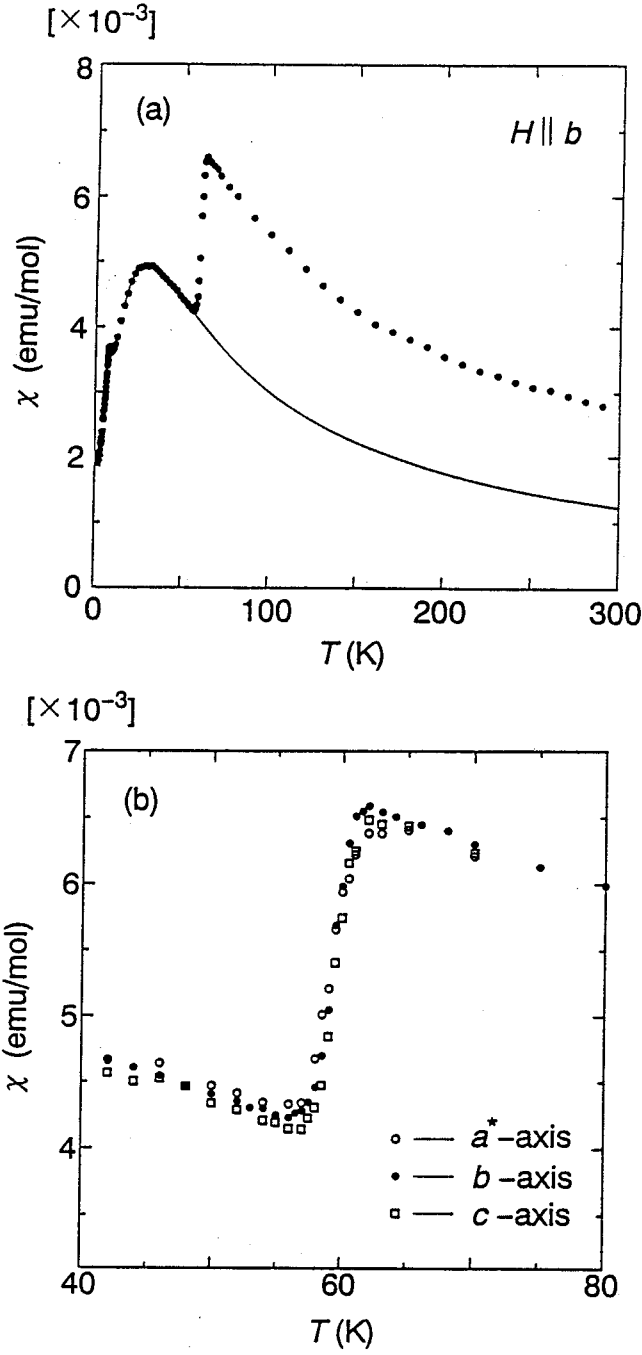 [×10⁻³]
8
(a)
H ∥ b
6
4
2
0
χ (emu/mol)
0 100 200 300
T (K)
[×10⁻³]
7
(b)
6
5
4
χ (emu/mol)
a*-axis
b-axis
c-axis
40 60 80
T (K)